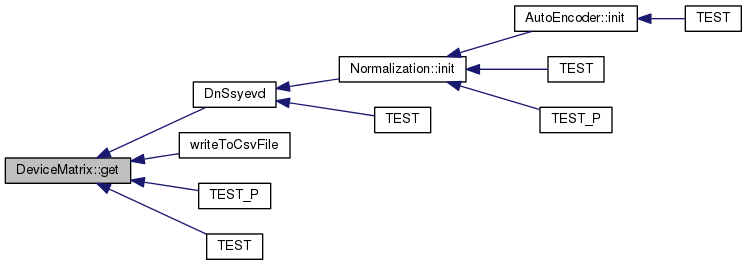 AutoEncoder::init
TEST
Normalization::init
TEST
DnSsyevd
TEST
TEST_P
writeToCsvFile
DeviceMatrix::get
TEST_P
TEST